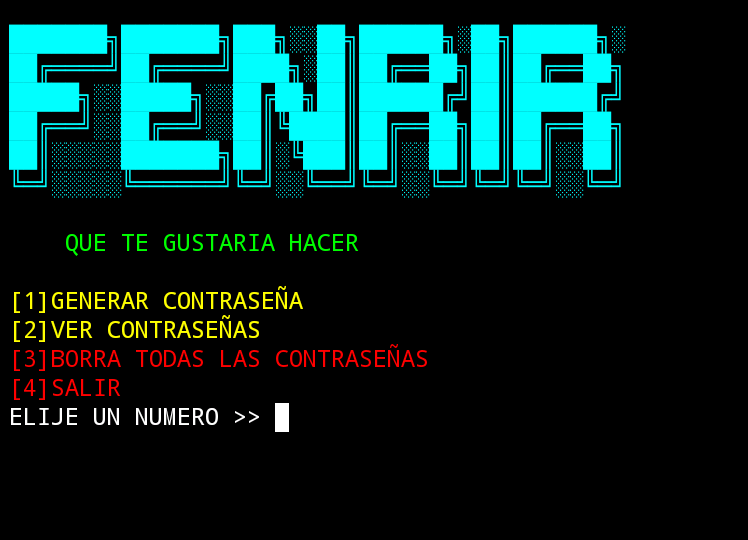 FENRIR
QUE TE GUSTARIA HACER
[1]GENERAR CONTRASEÑA
[2]VER CONTRASEÑAS
[3]BORRA TODAS LAS CONTRASEÑAS
[4]SALIR
ELIJE UN NUMERO >>